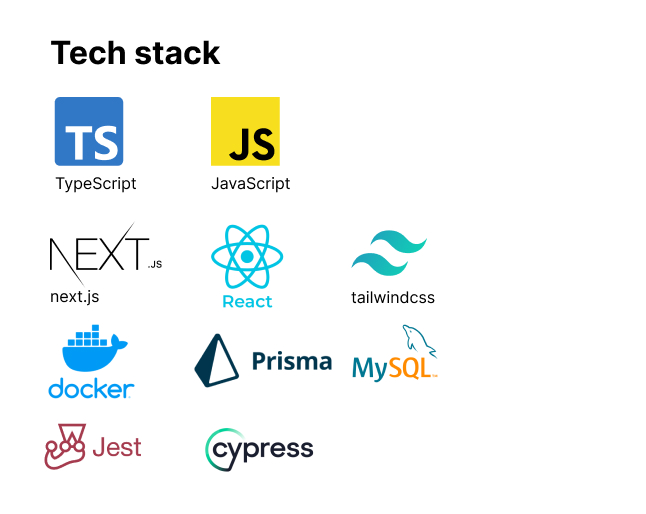 Tech stack
TS
JS
TypeScript
JavaScript
NEXT.JS
next.js
React
tailwindcss
docker
Prisma
MySQL
Jest
cypress